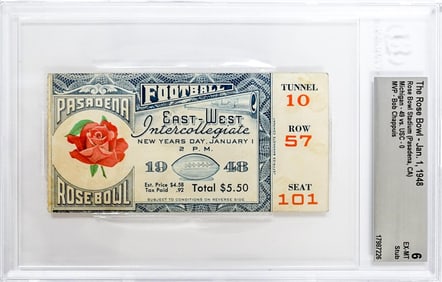 FOOTBALL
PASADENA
ROSE BOWL
EAST-WEST
Intercollegiate
NEW YEARS DAY, JANUARY 1
2 P.M.
19 48
Est. Price $4.58
Tax Paid .92
Total $5.50
SUBJECT TO CONDITIONS ON REVERSE SIDE
TUNNEL
10
ROW
57
SEAT
101
The Rose Bowl - Jan. 1, 1948
Rose Bowl Stadium (Pasadena, CA)
Michigan - 49 vs. USC - 0
MVP - Bob Chappuis
6
EX-MT
Stub
17907226